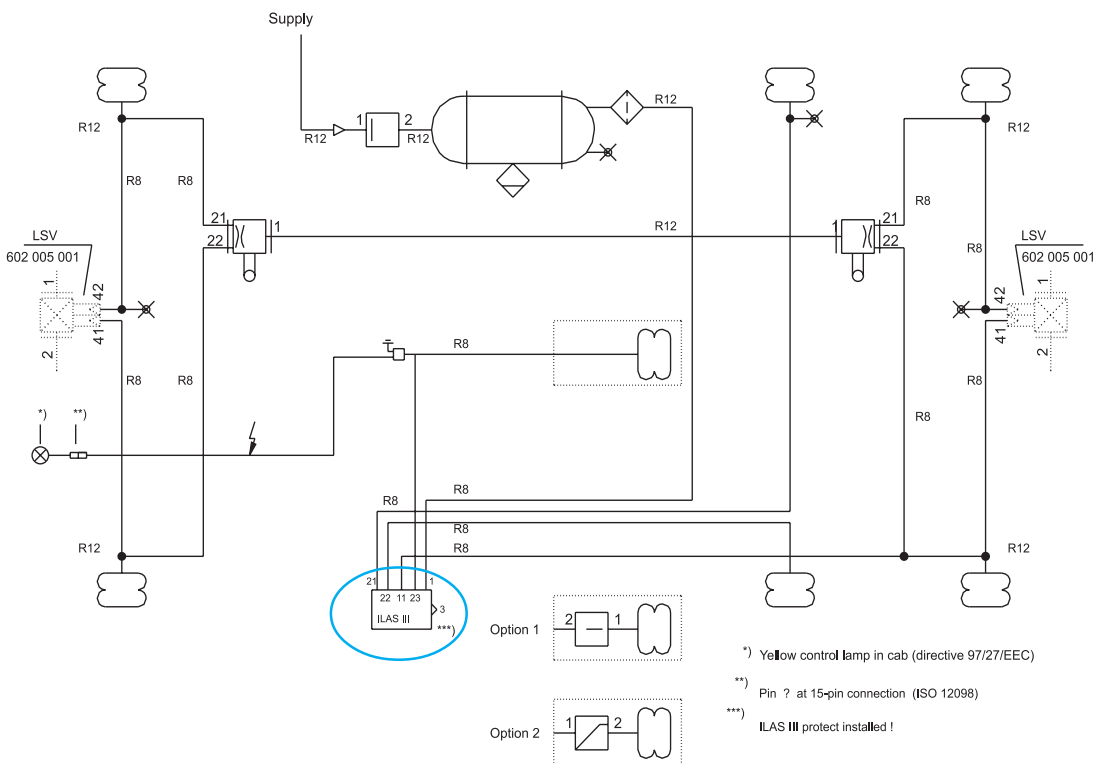 Supply
R12
1
2
R12
R12
R12
R12
R8
R8
21
22
1
R12
1
21
22
R8
R8
LSV
602 005 001
1
2
42
41
LSV
602 005 001
1
2
42
41
R8
R8
R8
R8
R8
*)
**)
R8
R8
R8
R8
R12
R12
21
22
11
23
1
3
ILAS III
***)
Option 1
2
1
Option 2
1
2
*) Yellow control lamp in cab (directive 97/27/EEC)
**) Pin ? at 15-pin connection (ISO 12098)
***) ILAS III protect installed !